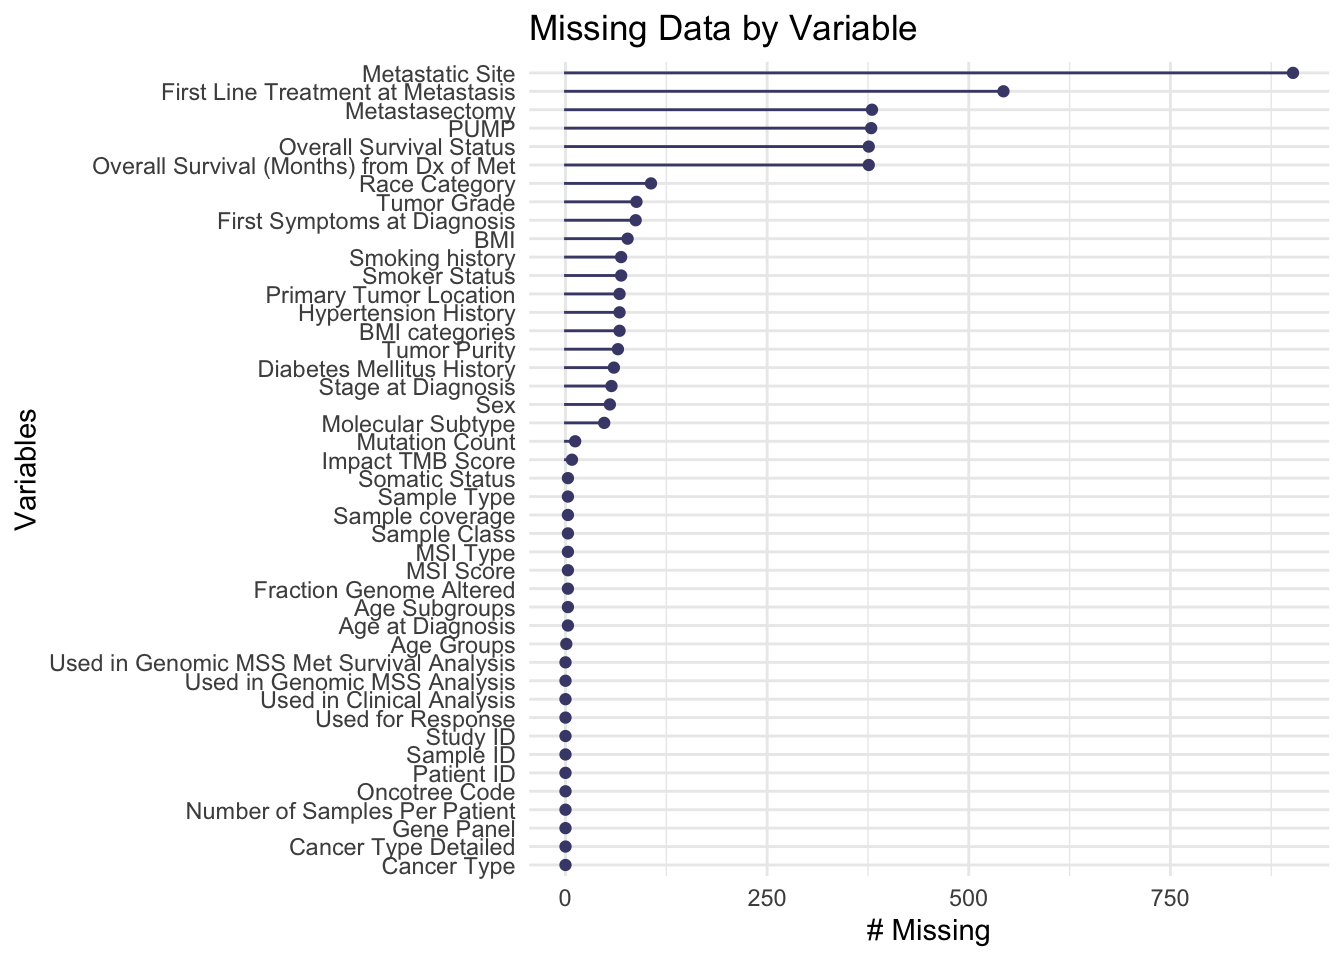 Missing Data by Variable
Metastatic Site
First Line Treatment at Metastasis
Metastasectomy
PUMP
Overall Survival Status
Overall Survival (Months) from Dx of Met
Race Category
Tumor Grade
First Symptoms at Diagnosis
BMI
Smoking history
Smoker Status
Primary Tumor Location
Hypertension History
BMI categories
Tumor Purity
Diabetes Mellitus History
Stage at Diagnosis
Sex
Molecular Subtype
Mutation Count
Impact TMB Score
Somatic Status
Sample Type
Sample coverage
Sample Class
MSI Type
MSI Score
Fraction Genome Altered
Age Subgroups
Age at Diagnosis
Age Groups
Used in Genomic MSS Met Survival Analysis
Used in Genomic MSS Analysis
Used in Clinical Analysis
Used for Response
Study ID
Sample ID
Patient ID
Oncotree Code
Number of Samples Per Patient
Gene Panel
Cancer Type Detailed
Cancer Type
Variables
0 250 500 750
# Missing